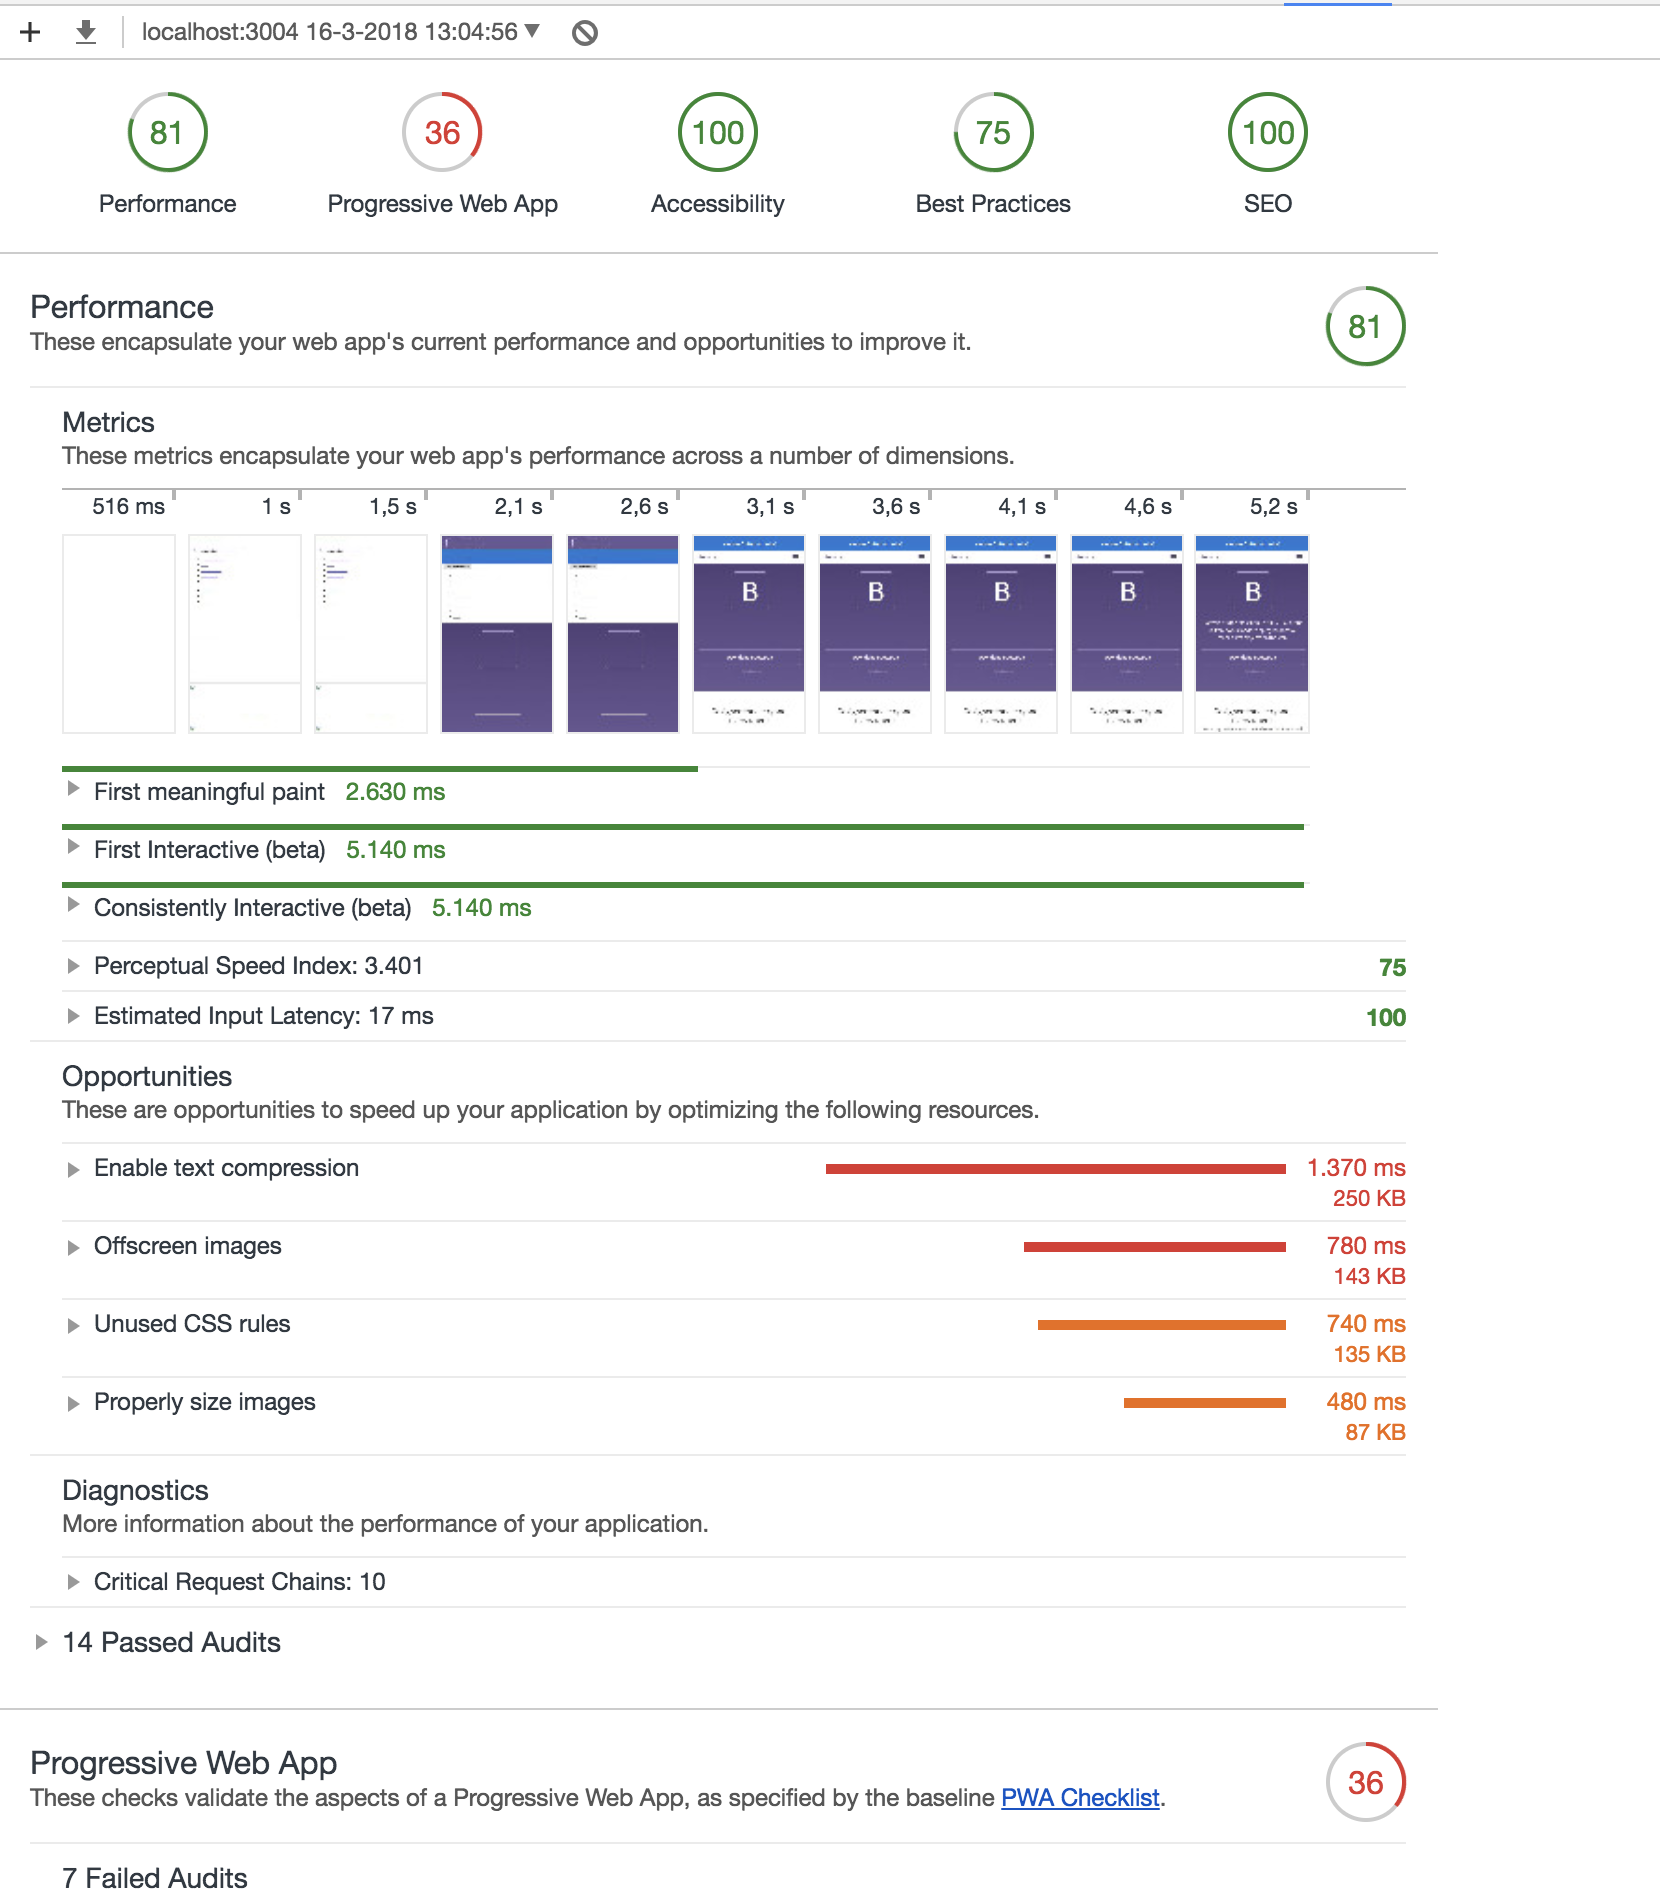 localhost:3004 16-3-2018 13:04:56
81
36
100
75
100
Performance
Progressive Web App
Accessibility
Best Practices
SEO
Performance
These encapsulate your web app's current performance and opportunities to improve it.
81
Metrics
These metrics encapsulate your web app's performance across a number of dimensions.
516 ms
1 s
1,5 s
2,1 s
2,6 s
3,1 s
3,6 s
4,1 s
4,6 s
5,2 s
B
B
B
B
B
First meaningful paint 2.630 ms
First Interactive (beta) 5.140 ms
Consistently Interactive (beta) 5.140 ms
Perceptual Speed Index: 3.401 75
Estimated Input Latency: 17 ms 100
Opportunities
These are opportunities to speed up your application by optimizing the following resources.
Enable text compression 1.370 ms
250 KB
Offscreen images 780 ms
143 KB
Unused CSS rules 740 ms
135 KB
Properly size images 480 ms
87 KB
Diagnostics
More information about the performance of your application.
Critical Request Chains: 10
14 Passed Audits
Progressive Web App
These checks validate the aspects of a Progressive Web App, as specified by the baseline PWA Checklist.
36
7 Failed Audits